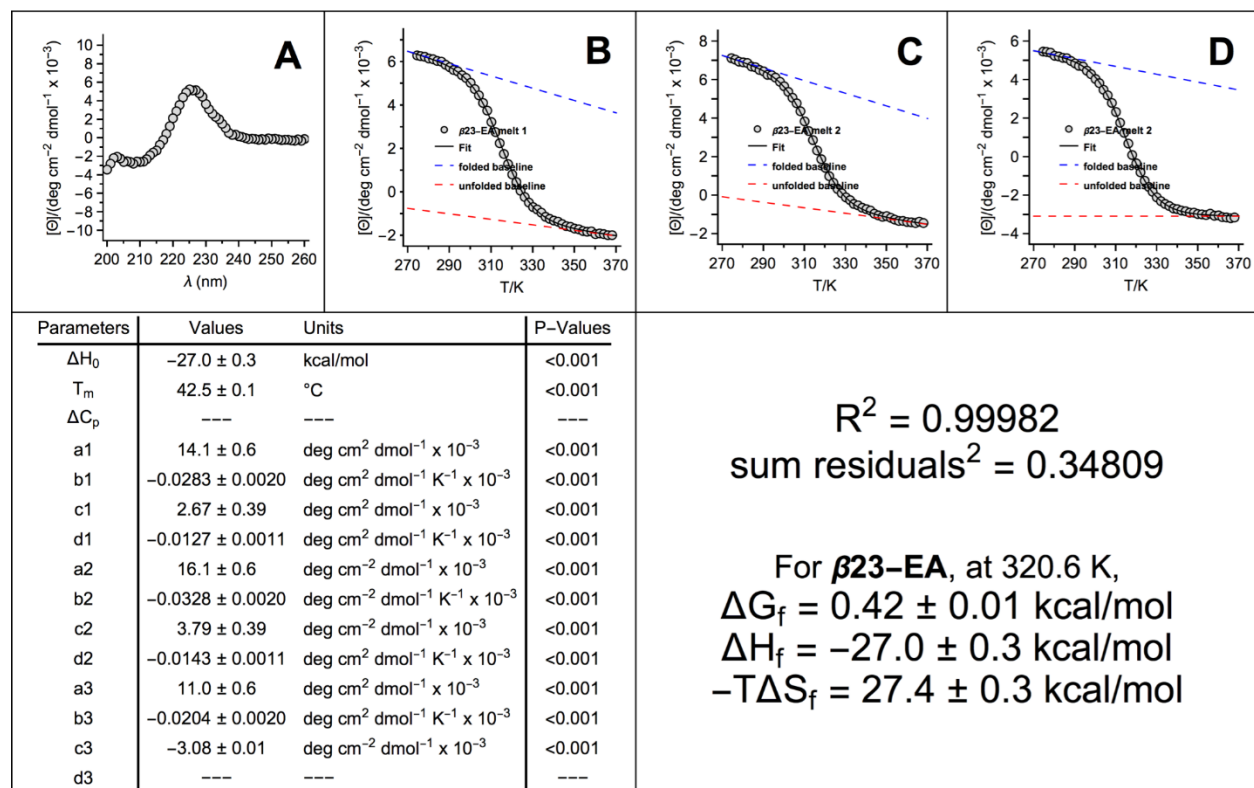 A
[Θ]/(deg cm⁻² dmol⁻¹ x 10⁻³)
10
8
6
4
2
0
−2
−4
−6
−8
−10
200 210 220 230 240 250 260
λ (nm)
B
[Θ]/(deg cm⁻² dmol⁻¹ x 10⁻³)
8
6
4
2
0
−2
β23−EA melt 1
Fit
folded baseline
unfolded baseline
270 290 310 330 350 370
T/K
C
[Θ]/(deg cm⁻² dmol⁻¹ x 10⁻³)
8
6
4
2
0
−2
β23−EA melt 2
Fit
folded baseline
unfolded baseline
270 290 310 330 350 370
T/K
D
[Θ]/(deg cm⁻² dmol⁻¹ x 10⁻³)
6
4
2
0
−2
−4
β23−EA melt 2
Fit
folded baseline
unfolded baseline
270 290 310 330 350 370
T/K
Parameters Values Units P−Values
ΔH₀ −27.0 ± 0.3 kcal/mol <0.001
Tₘ 42.5 ± 0.1 °C <0.001
ΔCₚ −−− −−− −−−
a1 14.1 ± 0.6 deg cm² dmol⁻¹ x 10⁻³ <0.001
b1 −0.0283 ± 0.0020 deg cm² dmol⁻¹ K⁻¹ x 10⁻³ <0.001
c1 2.67 ± 0.39 deg cm² dmol⁻¹ x 10⁻³ <0.001
d1 −0.0127 ± 0.0011 deg cm² dmol⁻¹ K⁻¹ x 10⁻³ <0.001
a2 16.1 ± 0.6 deg cm⁻² dmol⁻¹ x 10⁻³ <0.001
b2 −0.0328 ± 0.0020 deg cm⁻² dmol⁻¹ K⁻¹ x 10⁻³ <0.001
c2 3.79 ± 0.39 deg cm⁻² dmol⁻¹ x 10⁻³ <0.001
d2 −0.0143 ± 0.0011 deg cm⁻² dmol⁻¹ K⁻¹ x 10⁻³ <0.001
a3 11.0 ± 0.6 deg cm⁻² dmol⁻¹ x 10⁻³ <0.001
b3 −0.0204 ± 0.0020 deg cm⁻² dmol⁻¹ K⁻¹ x 10⁻³ <0.001
c3 −3.08 ± 0.01 deg cm⁻² dmol⁻¹ x 10⁻³ <0.001
d3 −−− −−− −−−
R² = 0.99982
sum residuals² = 0.34809
For β23−EA, at 320.6 K,
ΔG_f = 0.42 ± 0.01 kcal/mol
ΔH_f = −27.0 ± 0.3 kcal/mol
−TΔS_f = 27.4 ± 0.3 kcal/mol